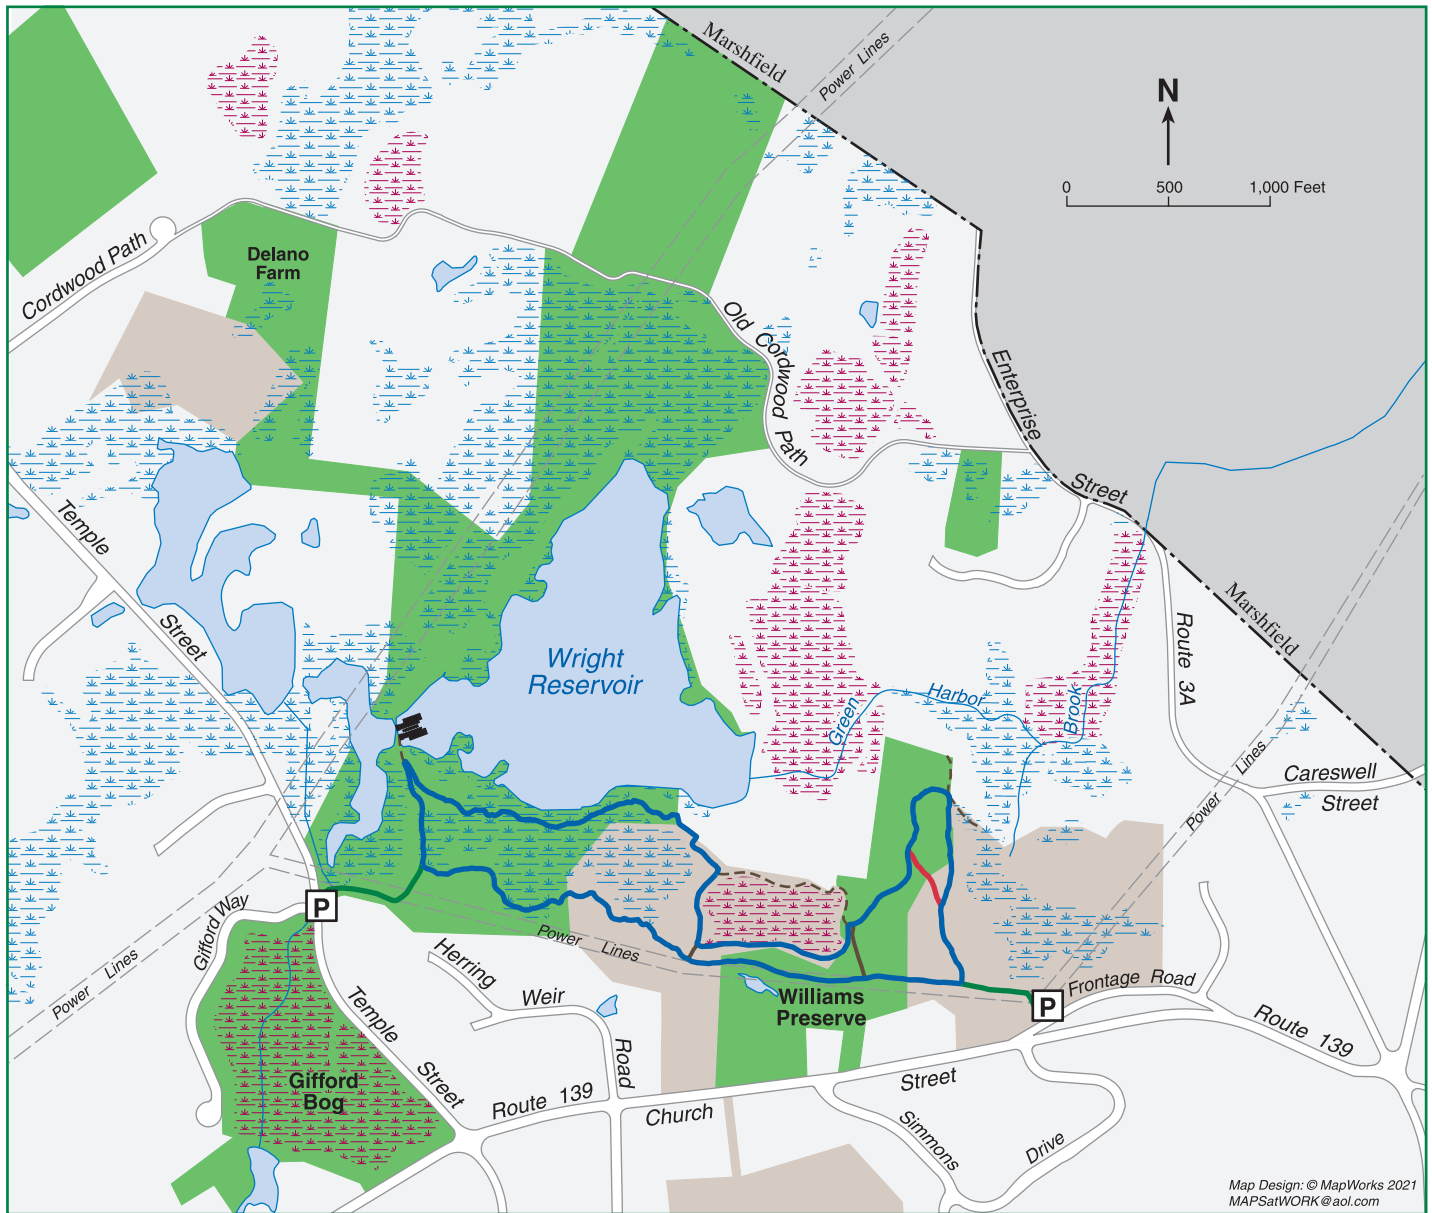 Marshfield
Power Lines
N
0 500 1,000 Feet
Cordwood Path
Delano
Farm
Old Cordwood Path
Enterprise
Street
Temple
Street
Marshfield
Route 3A
Wright
Reservoir
Green
Harbor
Brook
Power
Lines
Careswell
Street
P
Gifford Way
Power
Lines
Herring
Weir
Road
Power
Lines
Williams
Preserve
P
Frontage Road
Route 139
Temple
Street
Gifford
Bog
Route 139
Church
Street
Simmons
Drive
Map Design: © MapWorks 2021
MAPSatWORK@aol.com